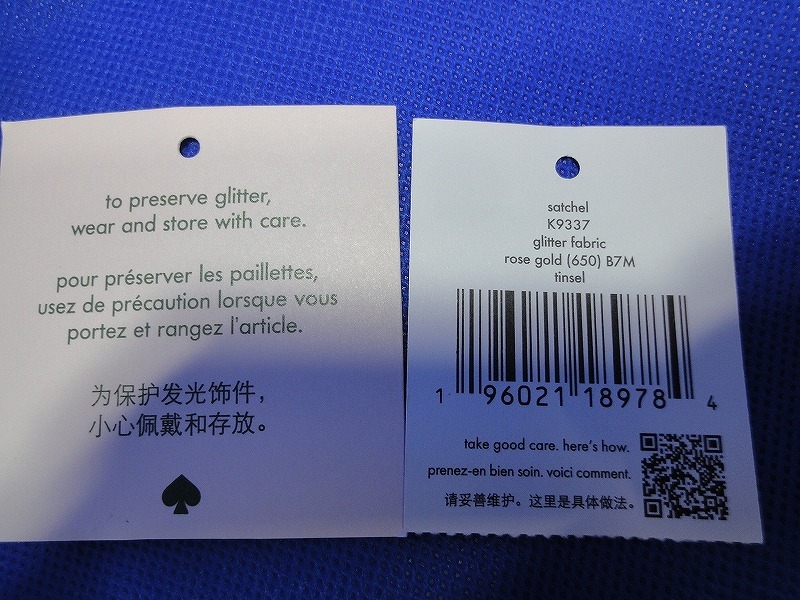 to preserve glitter,
wear and store with care.
pour préserver les paillettes,
usez de précaution lorsque vous
portez et rangez l'article.
为保护发光饰件，
小心佩戴和存放。
satchel
K9337
glitter fabric
rose gold (650) B7M
tinsel
1 96021 18978 4
take good care. here's how.
prenez-en bien soin. voici comment.
请妥善维护。这里是具体做法。